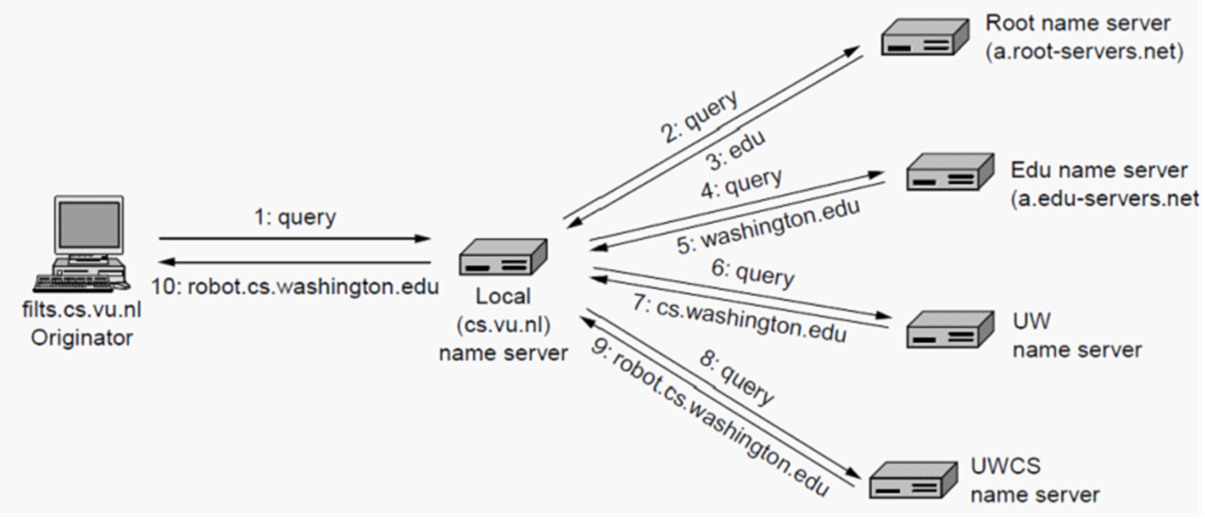 Root name server
(a.root-servers.net)
2: query
3: edu
Edu name server
(a.edu-servers.net
4: query
5: washington.edu
1: query
10: robot.cs.washington.edu
filts.cs.vu.nl
Originator
Local
(cs.vu.nl)
name server
6: query
7: cs.washington.edu
UW
name server
8: query
9: robot.cs.washington.edu
UWCS
name server